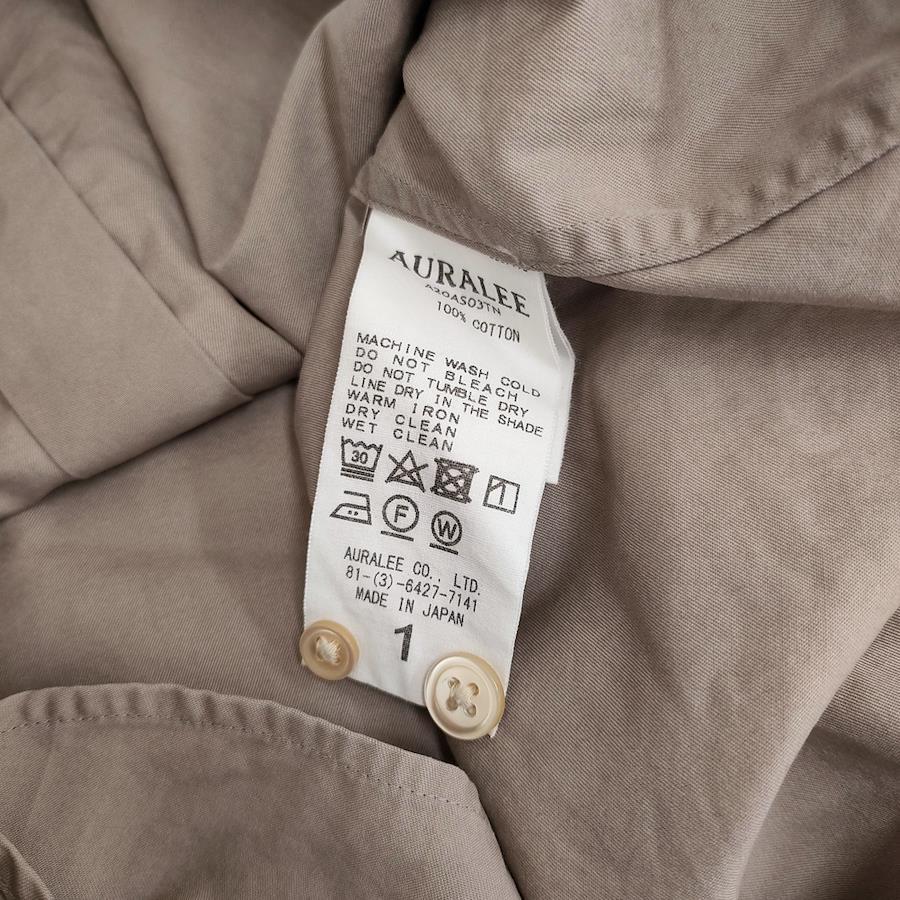 AURALEE
A20AS03TN
100% COTTON
MACHINE WASH COLD
DO NOT BLEACH
DO NOT TUMBLE DRY
LINE DRY IN THE SHADE
WARM IRON
DRY CLEAN
WET CLEAN
30
F W
AURALEE CO., LTD.
81-(3)-6427-7141
MADE IN JAPAN
1